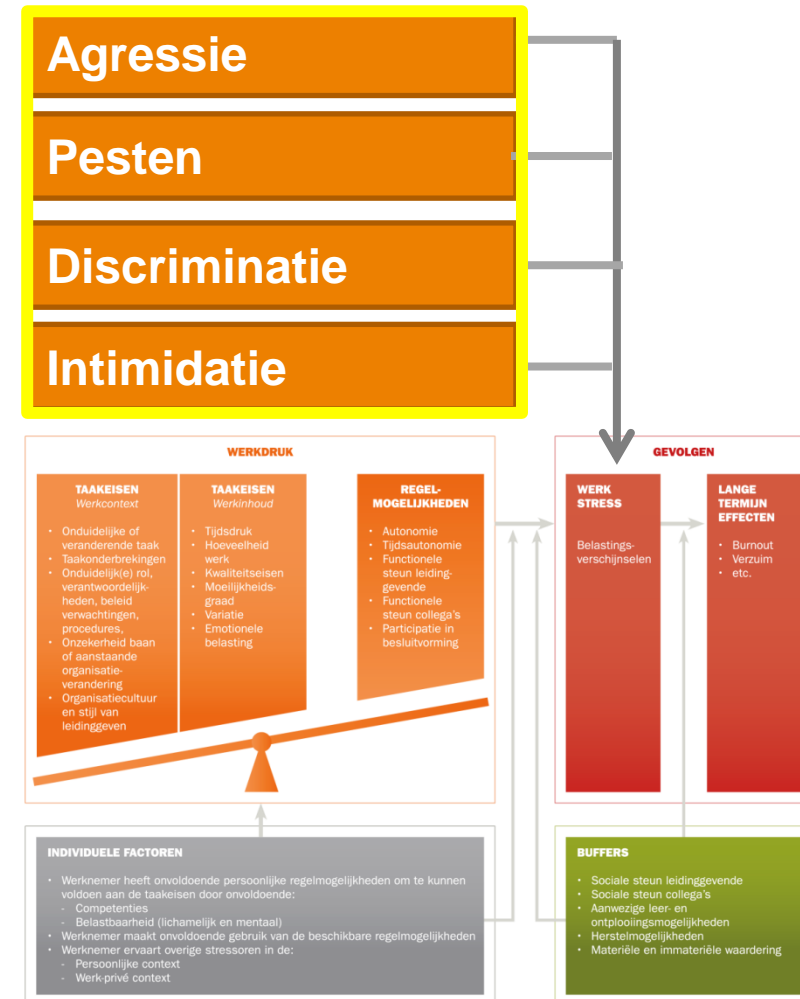 Agressie
Pesten
Discriminatie
Intimidatie
WERKDRUK
TAAKEISEN
Werkcontext
• Onduidelijke of
veranderende taak
• Taakonderbrekingen
• Onduidelijk(e) rol,
verantwoordelijk-
heden, beleid
verwachtingen,
procedures,
• Onzekerheid baan
of aanstaande
organisatie-
verandering
• Organisatiecultuur
en stijl van
leidinggeven
TAAKEISEN
Werkinhoud
• Tijdsdruk
• Hoeveelheid
werk
• Kwaliteitseisen
• Moeilijkheids-
graad
• Variatie
• Emotionele
belasting
REGEL-
MOGELIJKHEDEN
• Autonomie
• Tijdsautonomie
• Functionele
steun leiding-
gevende
• Functionele
steun collega's
• Participatie in
besluitvorming
GEVOLGEN
WERK
STRESS
Belastings-
verschijnselen
LANGE
TERMIJN
EFFECTEN
• Burnout
• Verzuim
• etc.
INDIVIDUELE FACTOREN
• Werknemer heeft onvoldoende persoonlijke regelmogelijkheden om te kunnen
voldoen aan de taakeisen door onvoldoende:
- Competenties
- Belastbaarheid (lichamelijk en mentaal)
• Werknemer maakt onvoldoende gebruik van de beschikbare regelmogelijkheden
• Werknemer ervaart overige stressoren in de:
- Persoonlijke context
- Werk-privé context
BUFFERS
• Sociale steun leidinggevende
• Sociale steun collega's
• Aanwezige leer- en
ontplooiingsmogelijkheden
• Herstelmogelijkheden
• Materiële en immateriële waardering